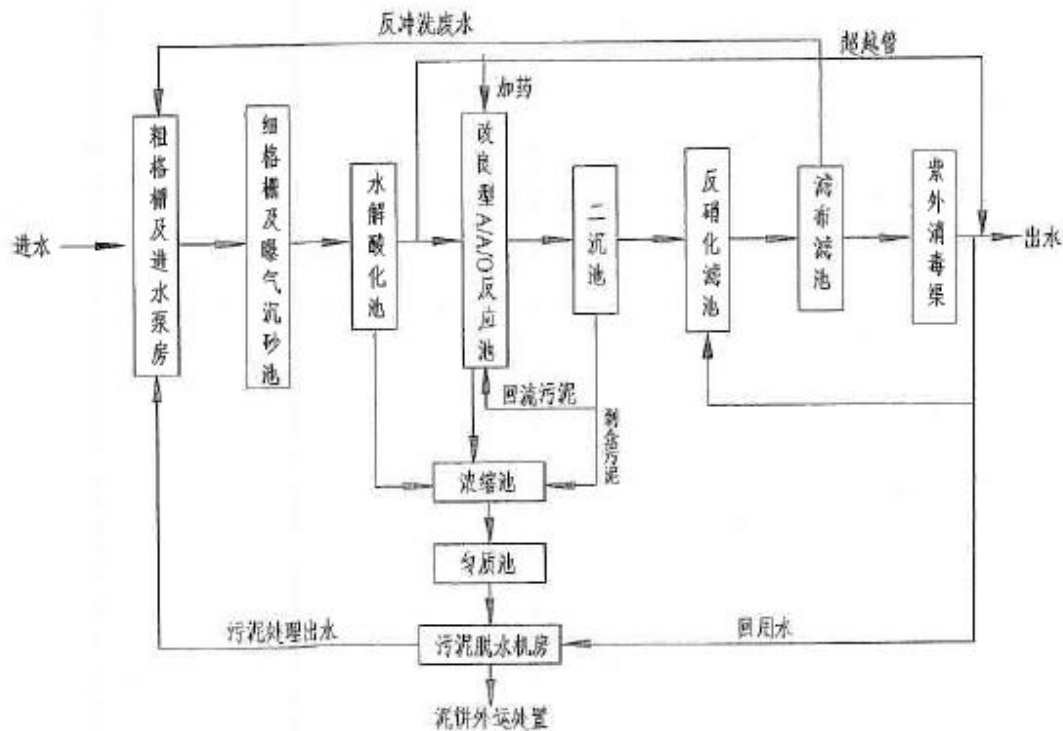 反冲洗废水
超越管
加药
粗格栅及进水泵房
细格栅及曝气沉砂池
水解酸化池
改良型A/A/O反应池
二沉池
反硝化滤池
滤布滤池
紫外消毒渠
进水
出水
回流污泥
剩余污泥
浓缩池
匀质池
污泥处理出水
污泥脱水机房
回用水
泥饼外运处置